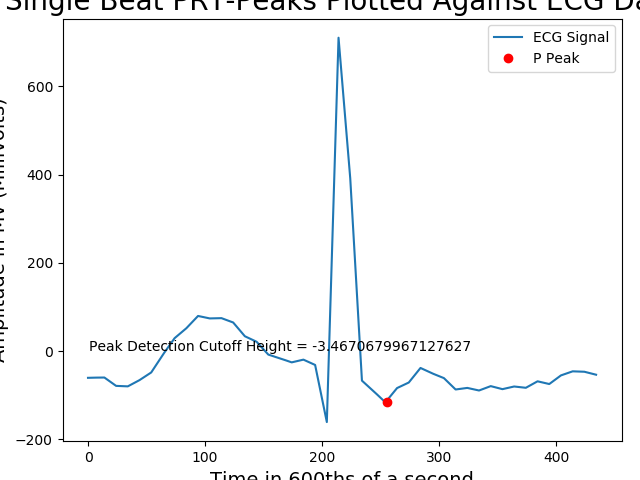 Single Beat PRT-Peaks Plotted Against ECG Da
ECG Signal
P Peak
Amplitude in MV (Millivolts)
600
400
200
0
−200
Peak Detection Cutoff Height = -3.4670679967127627
0 100 200 300 400
Time in 600ths of a second